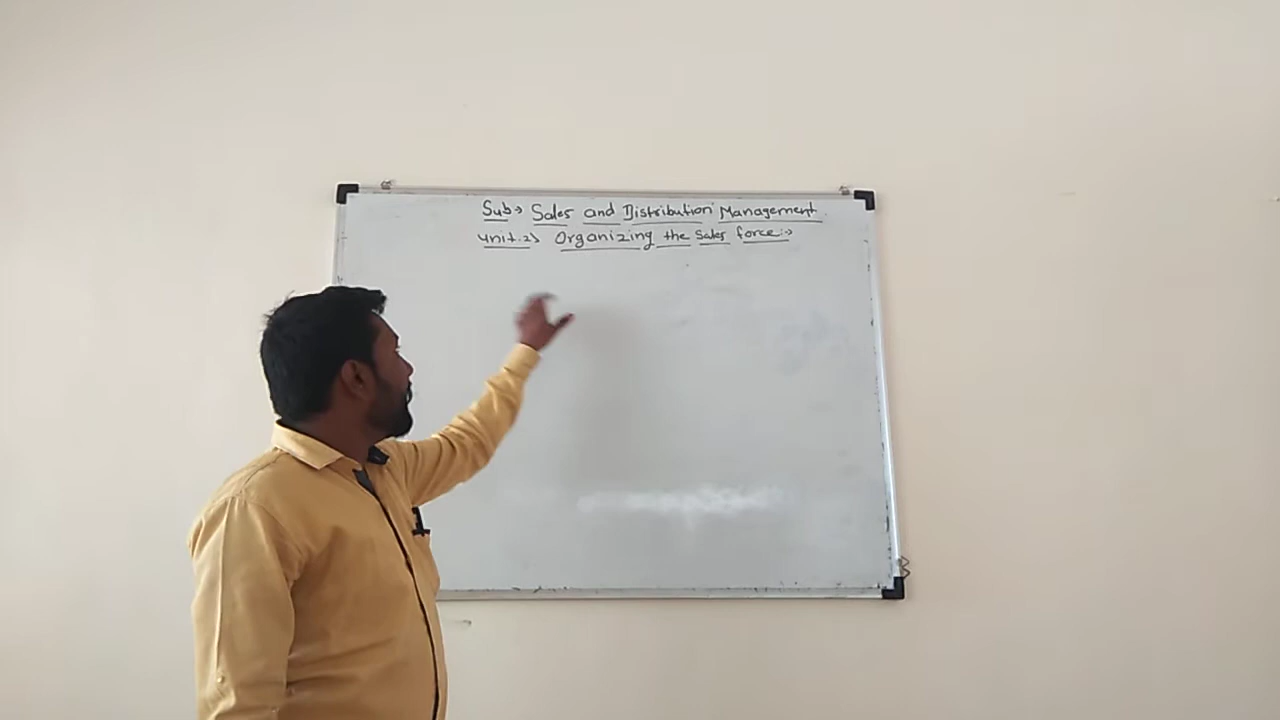 Sub→ Sales and Distribution Management
Unit.2) Organizing the Sales force:→